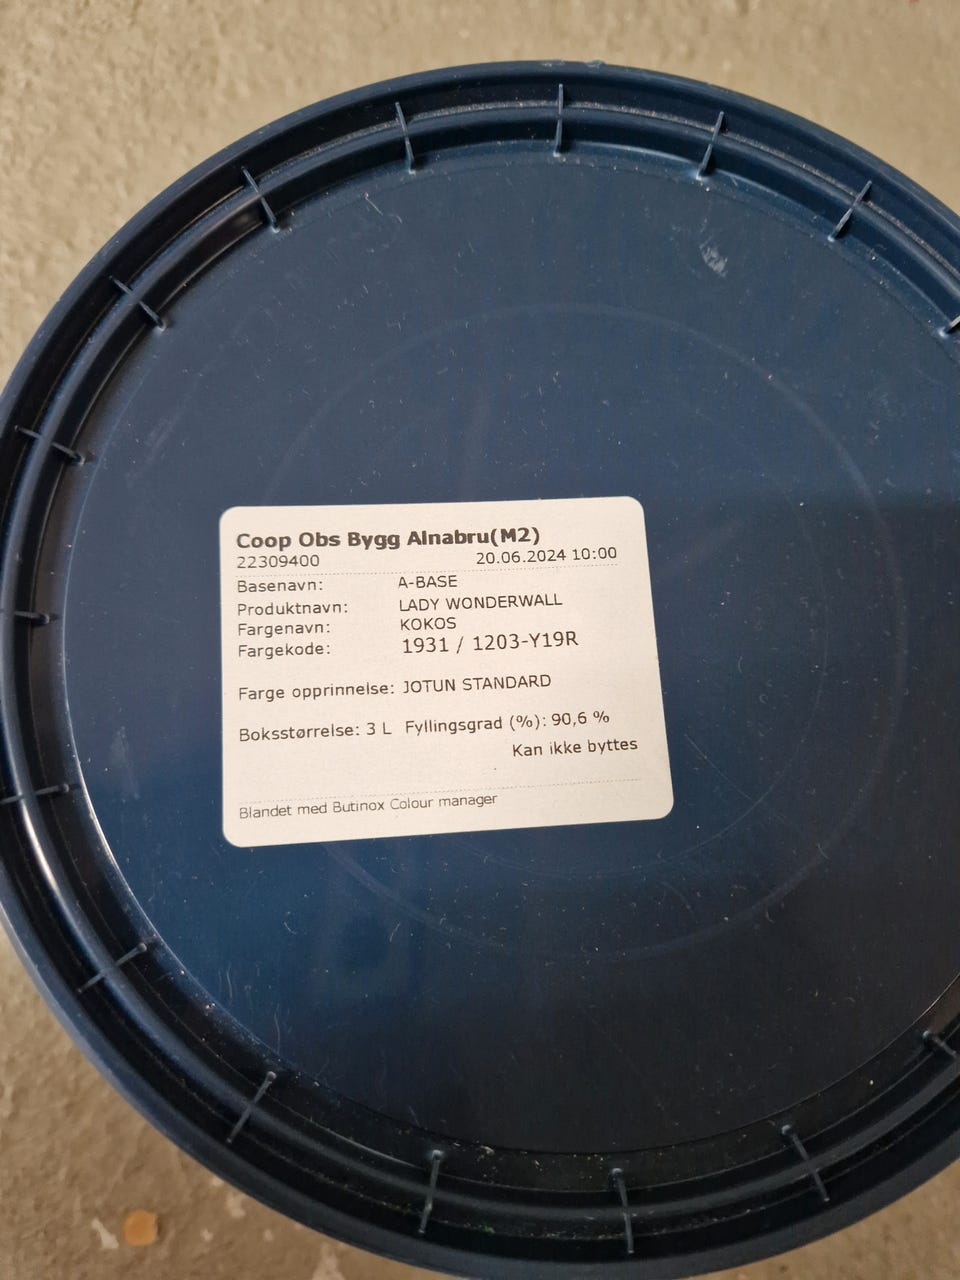 Coop Obs Bygg Alnabru(M2)
22309400 20.06.2024 10:00
Basenavn: A-BASE
Produktnavn: LADY WONDERWALL
Fargenavn: KOKOS
Fargekode: 1931 / 1203-Y19R
Farge opprinnelse: JOTUN STANDARD
Boksstørrelse: 3 L Fyllingsgrad (%): 90,6 %
Kan ikke byttes
Blandet med Butinox Colour manager